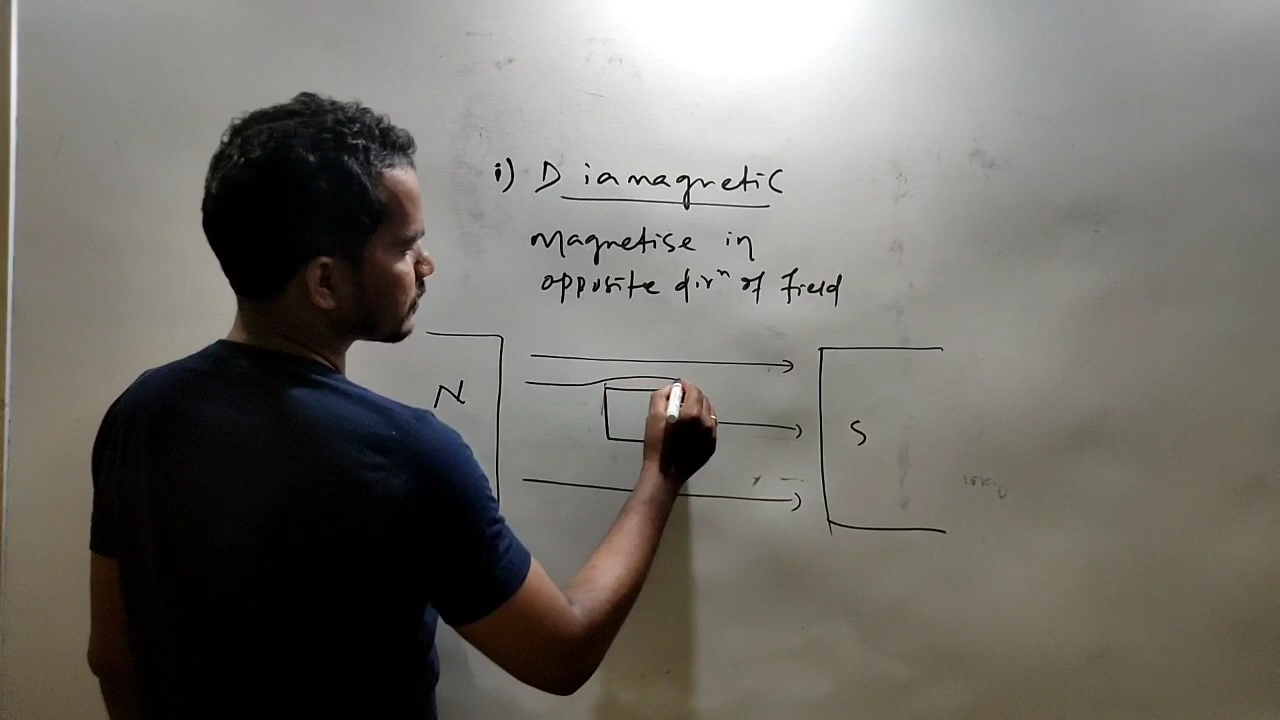 i) Diamagnetic
Magnetise in
opposite dirⁿ of field
N
S